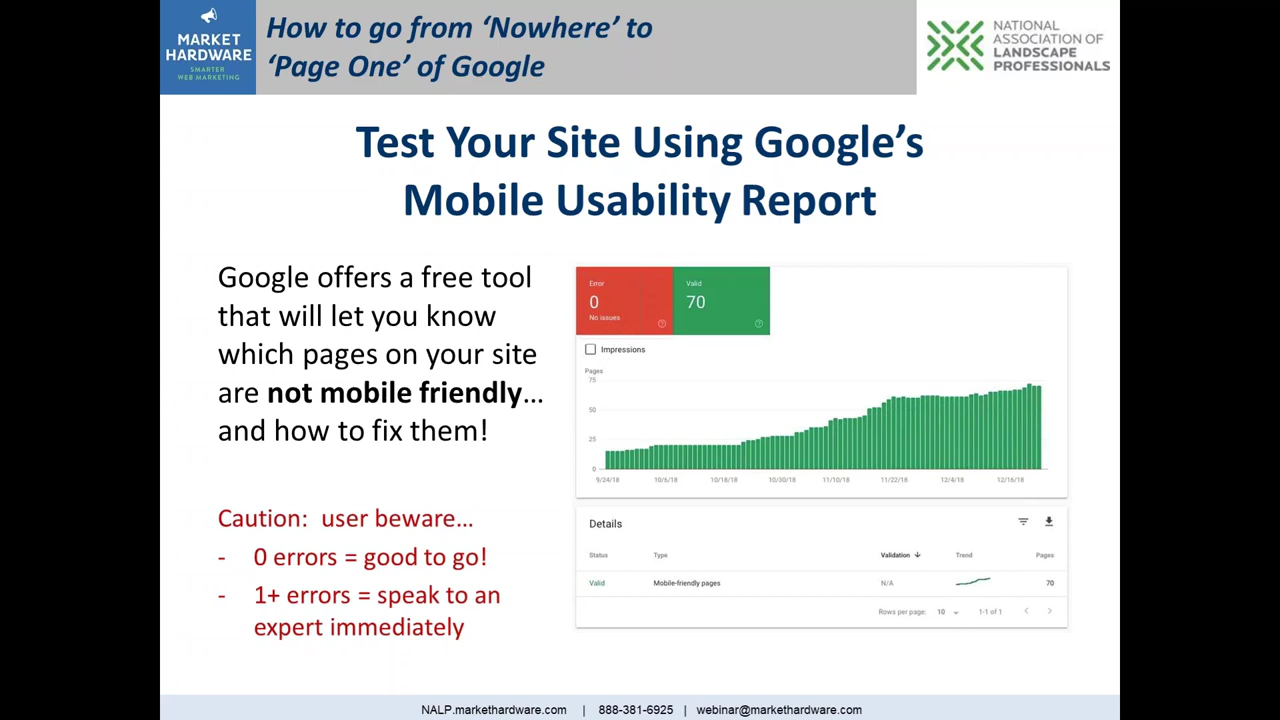 MARKET
HARDWARE
SMARTER
WEB MARKETING
How to go from ‘Nowhere’ to
‘Page One’ of Google
NATIONAL
ASSOCIATION OF
LANDSCAPE
PROFESSIONALS
Test Your Site Using Google’s
Mobile Usability Report
Google offers a free tool
that will let you know
which pages on your site
are not mobile friendly...
and how to fix them!
Caution:  user beware...
- 0 errors = good to go!
- 1+ errors = speak to an
expert immediately
Error
0
No issues
Valid
70
Impressions
Pages
75
50
25
0
9/24/18 10/6/18 10/18/18 10/30/18 11/10/18 11/22/18 12/4/18 12/16/18
Details
Status Type Validation Trend Pages
Valid Mobile-friendly pages N/A 70
Rows per page: 10 1-1 of 1
NALP.markethardware.com | 888-381-6925 | webinar@markethardware.com